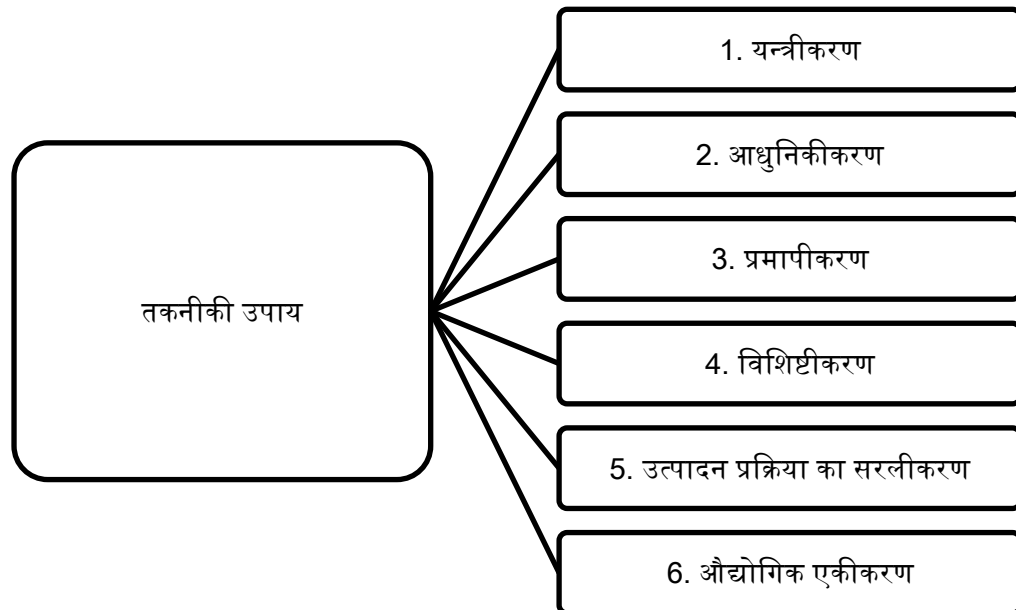 तकनीकी उपाय
1. यन्त्रीकरण
2. आधुनिकीकरण
3. प्रमापीकरण
4. विशिष्टीकरण
5. उत्पादन प्रक्रिया का सरलीकरण
6. औद्योगिक एकीकरण